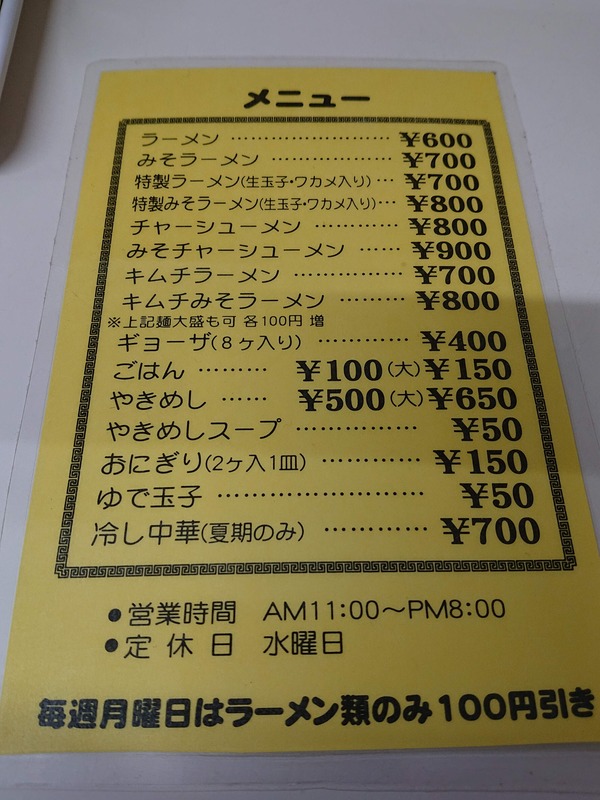 メニュー
ラーメン ……………………… ¥600
みそラーメン ……………… ¥700
特製ラーメン(生玉子・ワカメ入り)… ¥700
特製みそラーメン(生玉子・ワカメ入り)… ¥800
チャーシューメン ………… ¥800
みそチャーシューメン …… ¥900
キムチラーメン …………… ¥700
キムチみそラーメン ……… ¥800
※上記麺大盛も可 各100円 増
ギョーザ(8ヶ入り) ………… ¥400
ごはん ……… ¥100(大)¥150
やきめし …… ¥500(大)¥650
やきめしスープ …………… ¥50
おにぎり(2ヶ入1皿) ………… ¥150
ゆで玉子 …………………… ¥50
冷し中華(夏期のみ) ………… ¥700
●営業時間 AM11:00〜PM8:00
●定休日 水曜日
毎週月曜日はラーメン類のみ100円引き